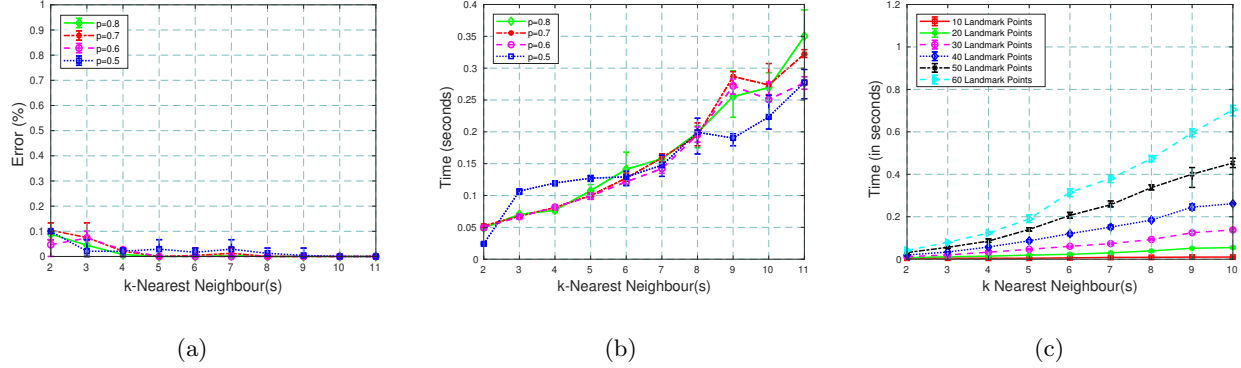 p=0.8
p=0.7
p=0.6
p=0.5
1
0.9
0.8
0.7
0.6
0.5
0.4
0.3
0.2
0.1
0
Error (%)
2 3 4 5 6 7 8 9 10 11
k-Nearest Neighbour(s)
(a)
p=0.8
p=0.7
p=0.6
p=0.5
0.4
0.35
0.3
0.25
0.2
0.15
0.1
0.05
0
Time (seconds)
2 3 4 5 6 7 8 9 10 11
k-Nearest Neighbour(s)
(b)
10 Landmark Points
20 Landmark Points
30 Landmark Points
40 Landmark Points
50 Landmark Points
60 Landmark Points
1.2
1
0.8
0.6
0.4
0.2
0
Time (in seconds)
2 3 4 5 6 7 8 9 10
k Nearest Neighbour(s)
(c)